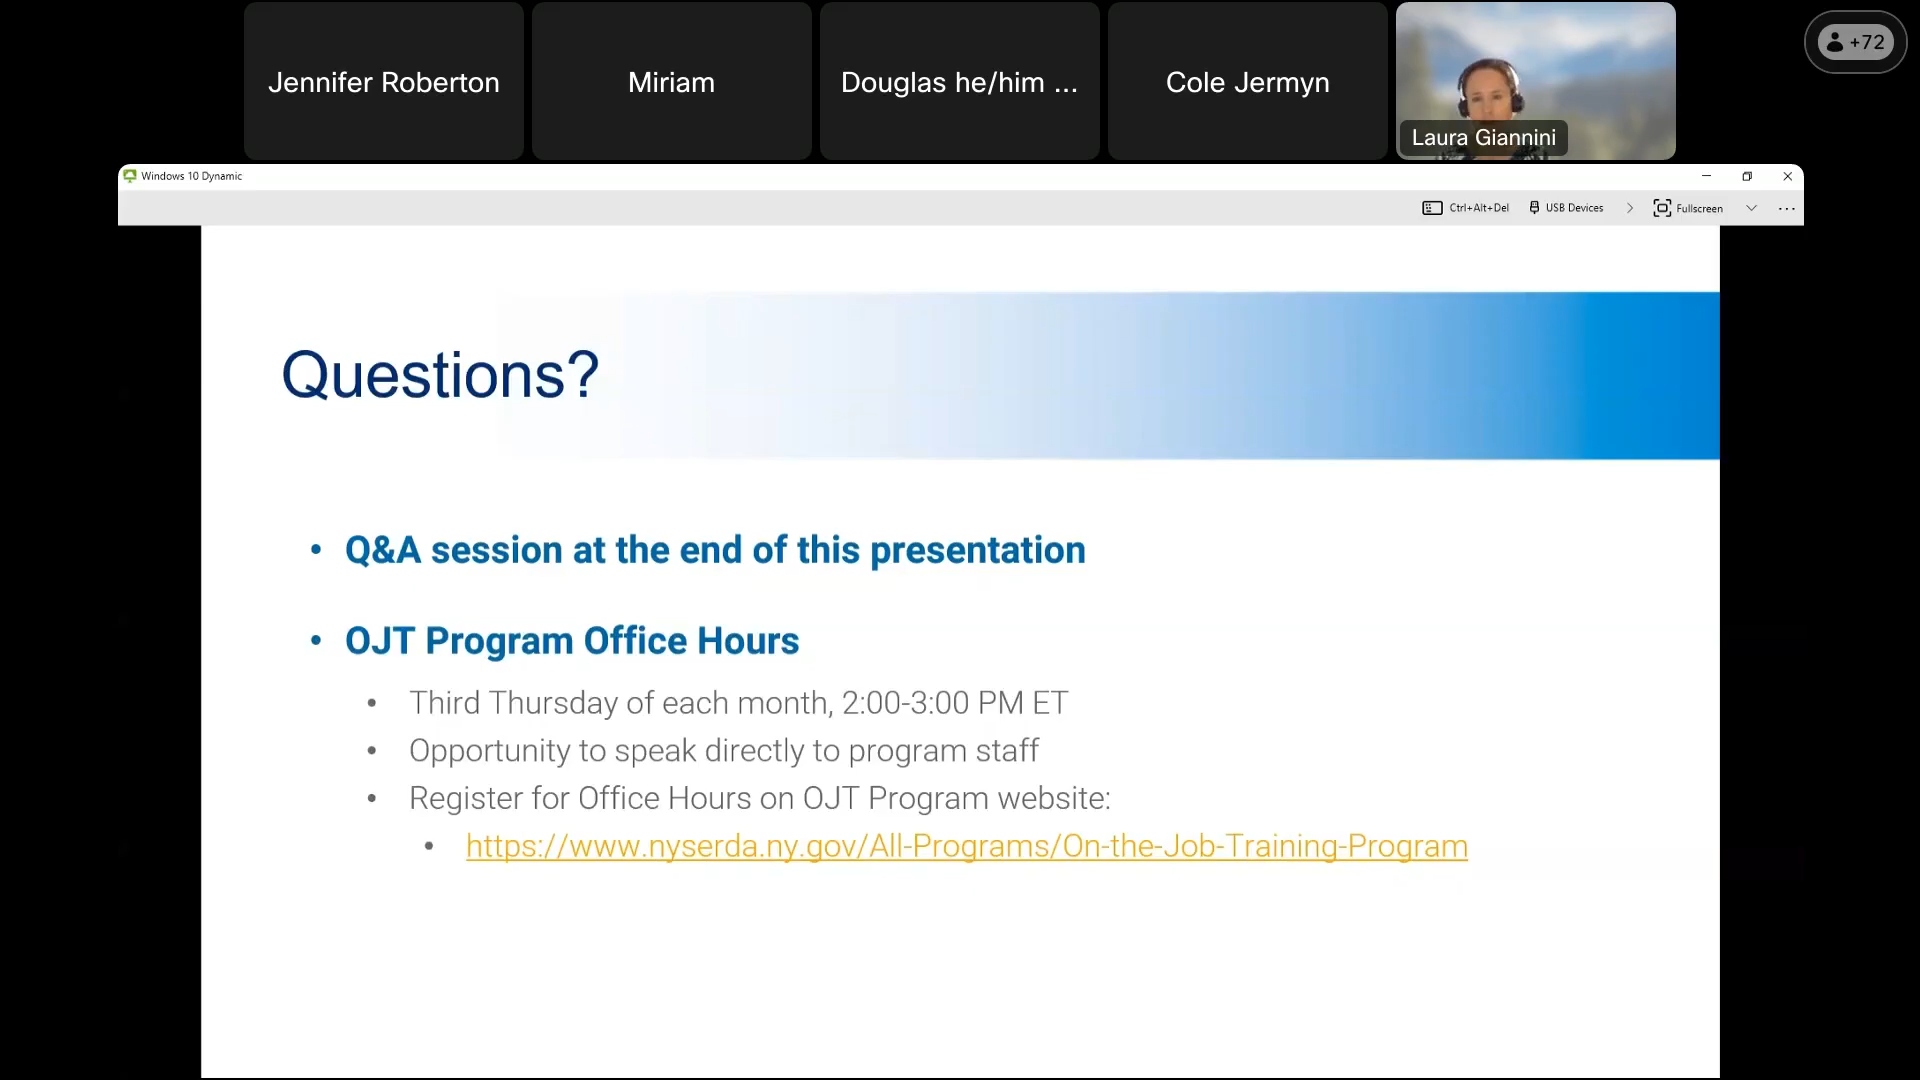 Jennifer Roberton
Miriam
Douglas he/him ...
Cole Jermyn
Laura Giannini
+72
Windows 10 Dynamic
Ctrl+Alt+Del
USB Devices
Fullscreen
Questions?
• Q&A session at the end of this presentation
• OJT Program Office Hours
• Third Thursday of each month, 2:00-3:00 PM ET
• Opportunity to speak directly to program staff
• Register for Office Hours on OJT Program website:
• https://www.nyserda.ny.gov/All-Programs/On-the-Job-Training-Program